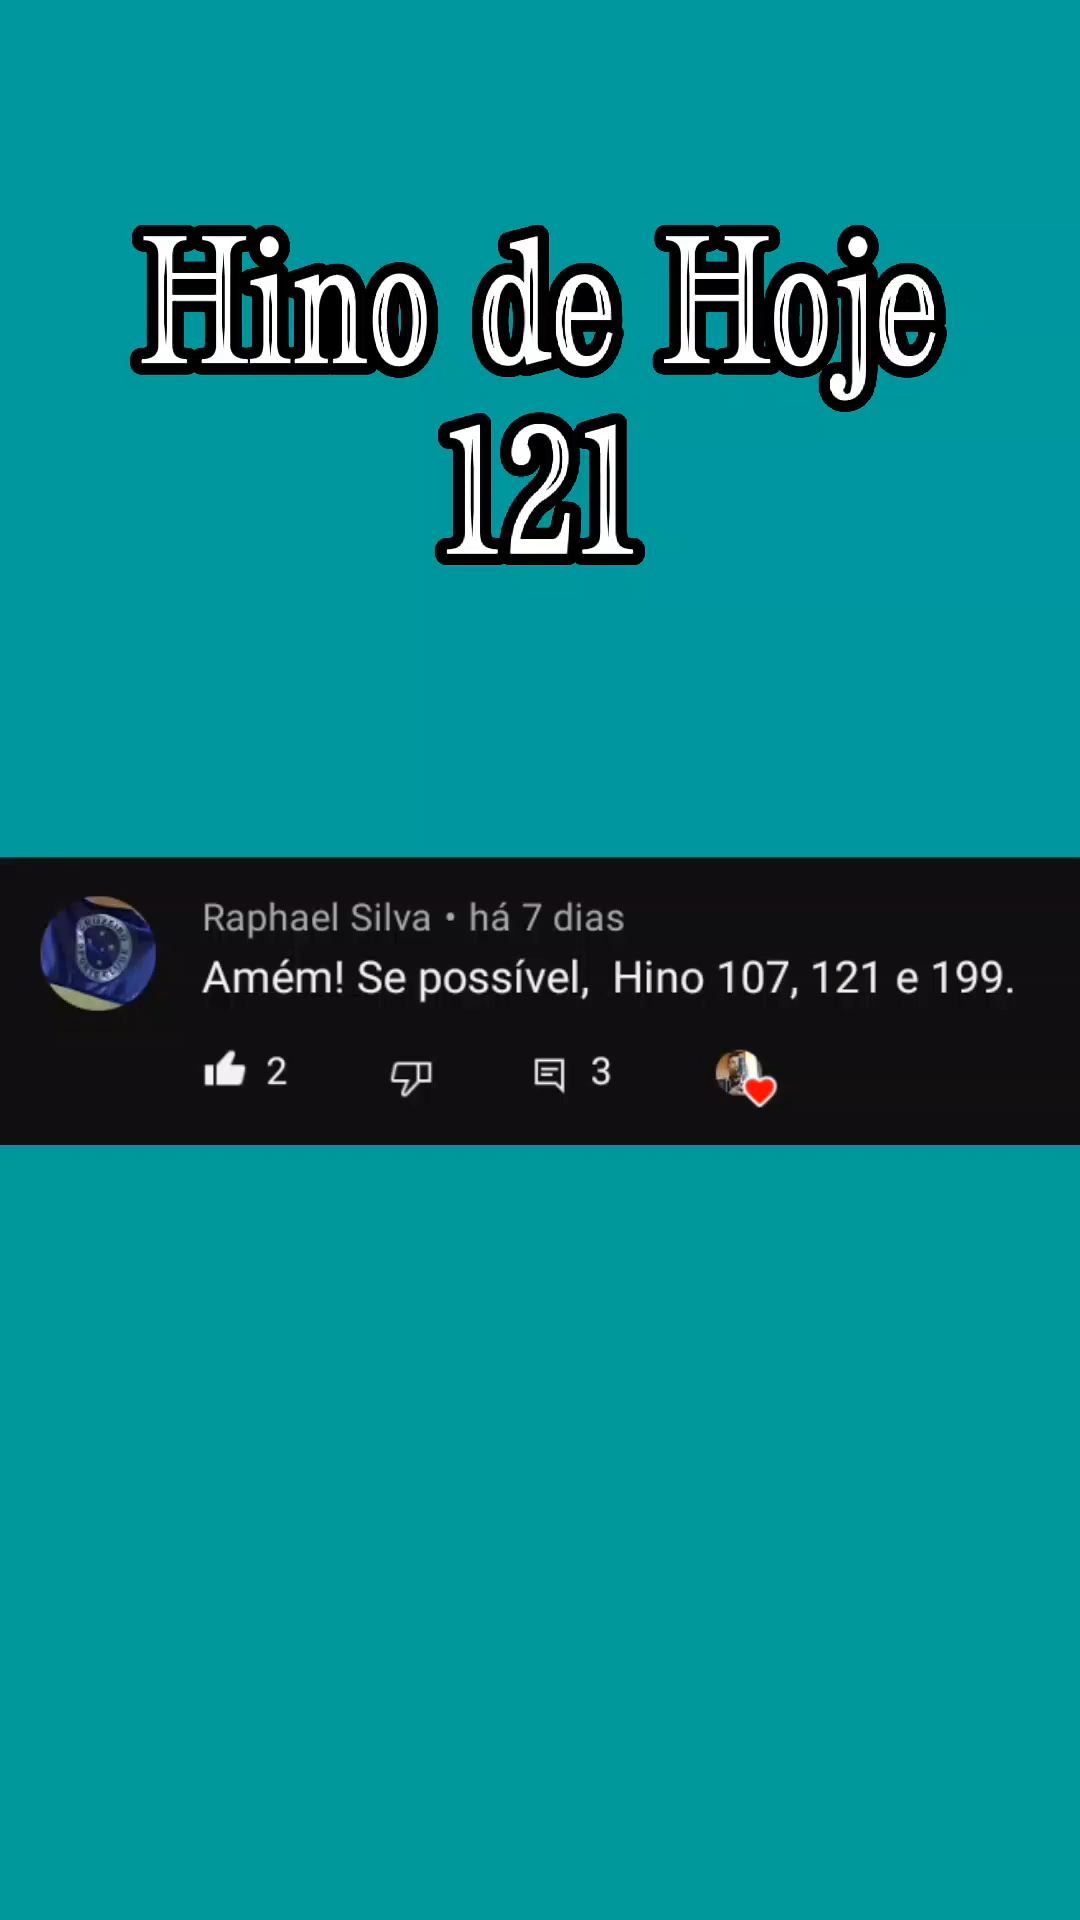 Hino de Hoje
121
Raphael Silva • há 7 dias
Amém! Se possível,  Hino 107, 121 e 199.
2 3